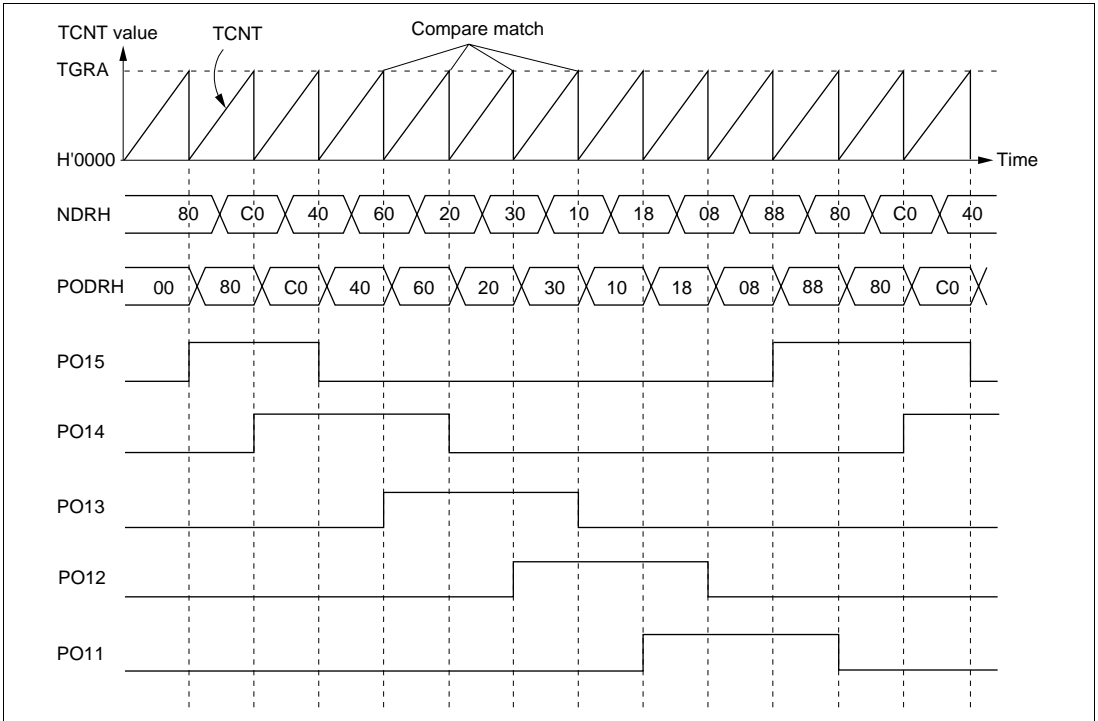 TCNT value
TCNT
Compare match
TGRA
H'0000
Time
NDRH 80 C0 40 60 20 30 10 18 08 88 80 C0 40
PODRH 00 80 C0 40 60 20 30 10 18 08 88 80 C0
PO15
PO14
PO13
PO12
PO11